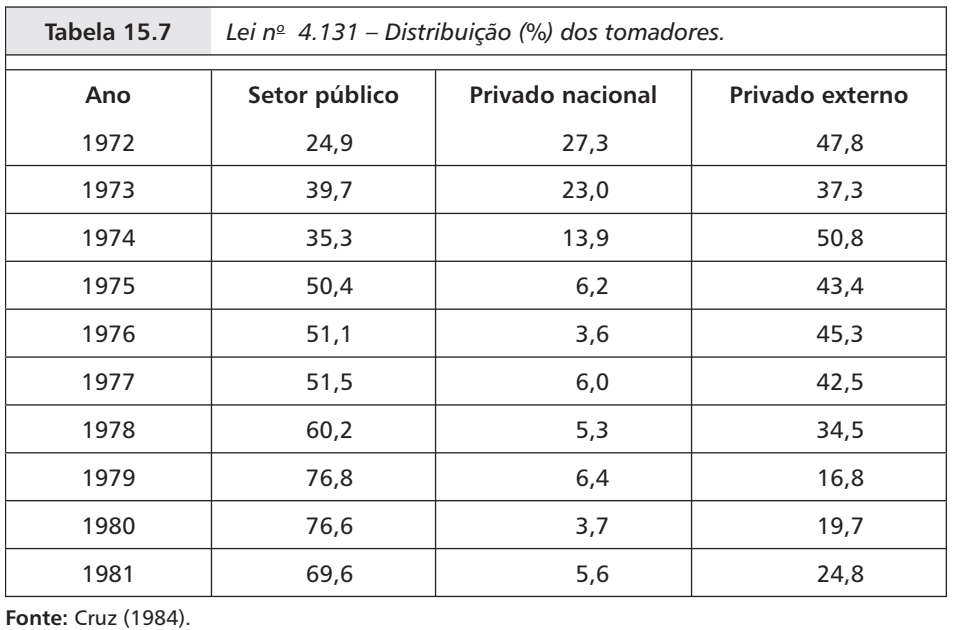 Tabela 15.7 Lei nº 4.131 – Distribuição (%) dos tomadores.
Ano Setor público Privado nacional Privado externo
1972 24,9 27,3 47,8
1973 39,7 23,0 37,3
1974 35,3 13,9 50,8
1975 50,4 6,2 43,4
1976 51,1 3,6 45,3
1977 51,5 6,0 42,5
1978 60,2 5,3 34,5
1979 76,8 6,4 16,8
1980 76,6 3,7 19,7
1981 69,6 5,6 24,8
Fonte: Cruz (1984).